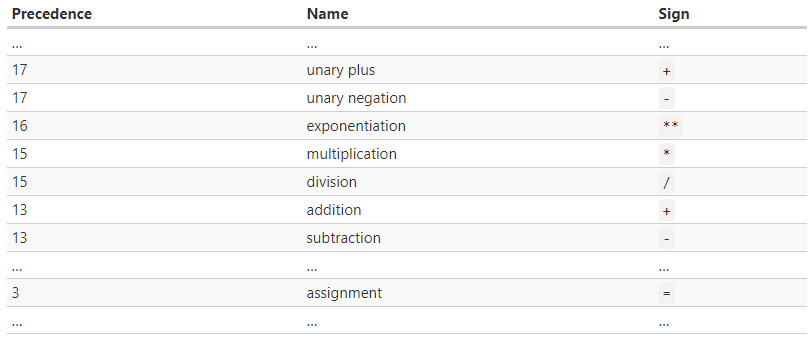 Precedence Name Sign
... ... ...
17 unary plus +
17 unary negation -
16 exponentiation **
15 multiplication *
15 division /
13 addition +
13 subtraction -
... ... ...
3 assignment =
... ... ...